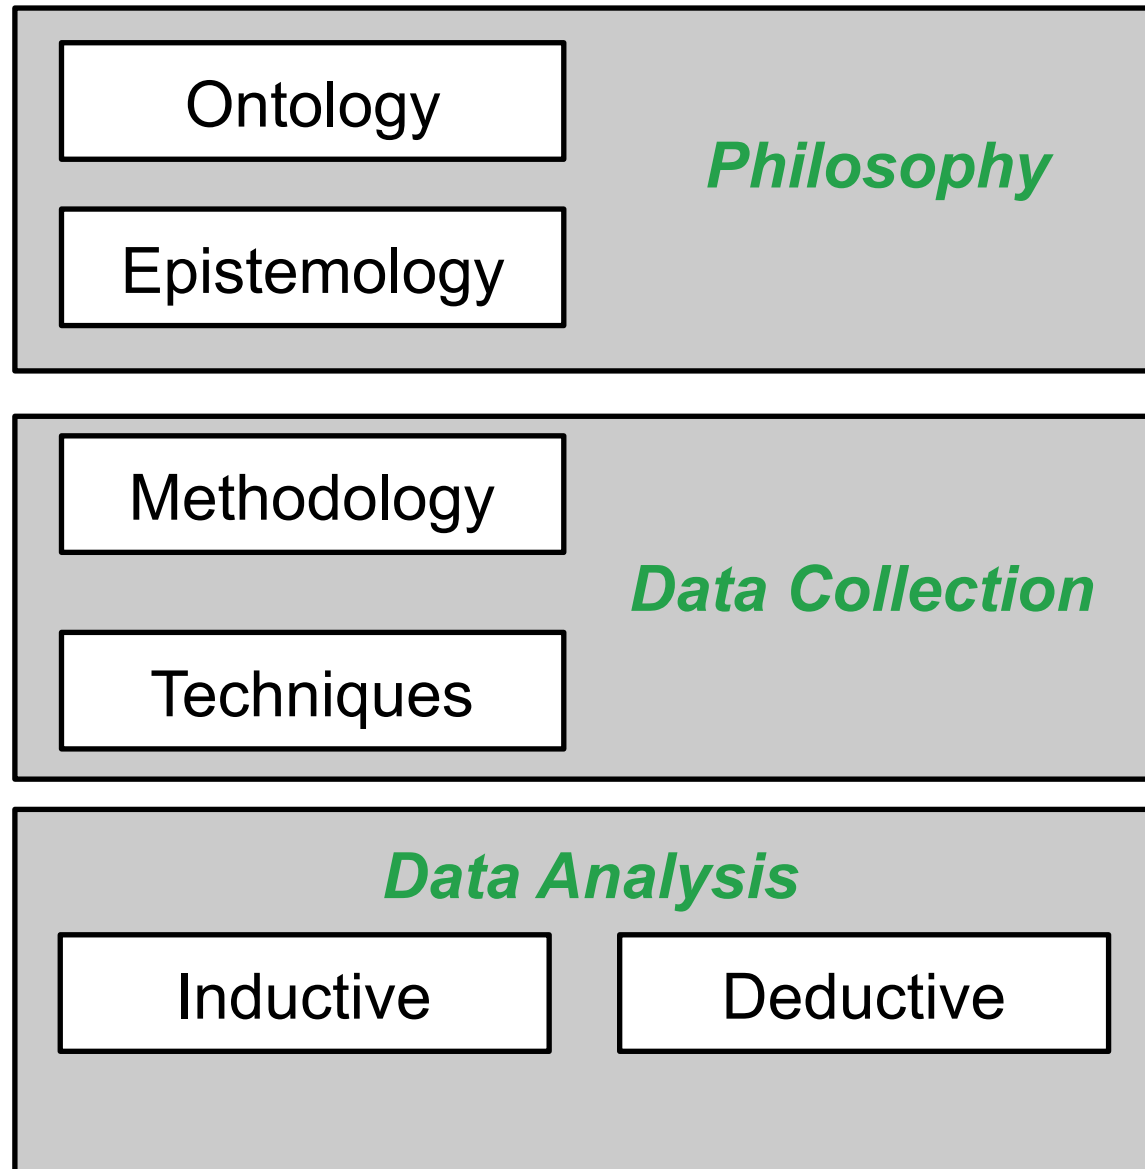 Ontology
Philosophy
Epistemology
Methodology
Data Collection
Techniques
Data Analysis
Inductive
Deductive